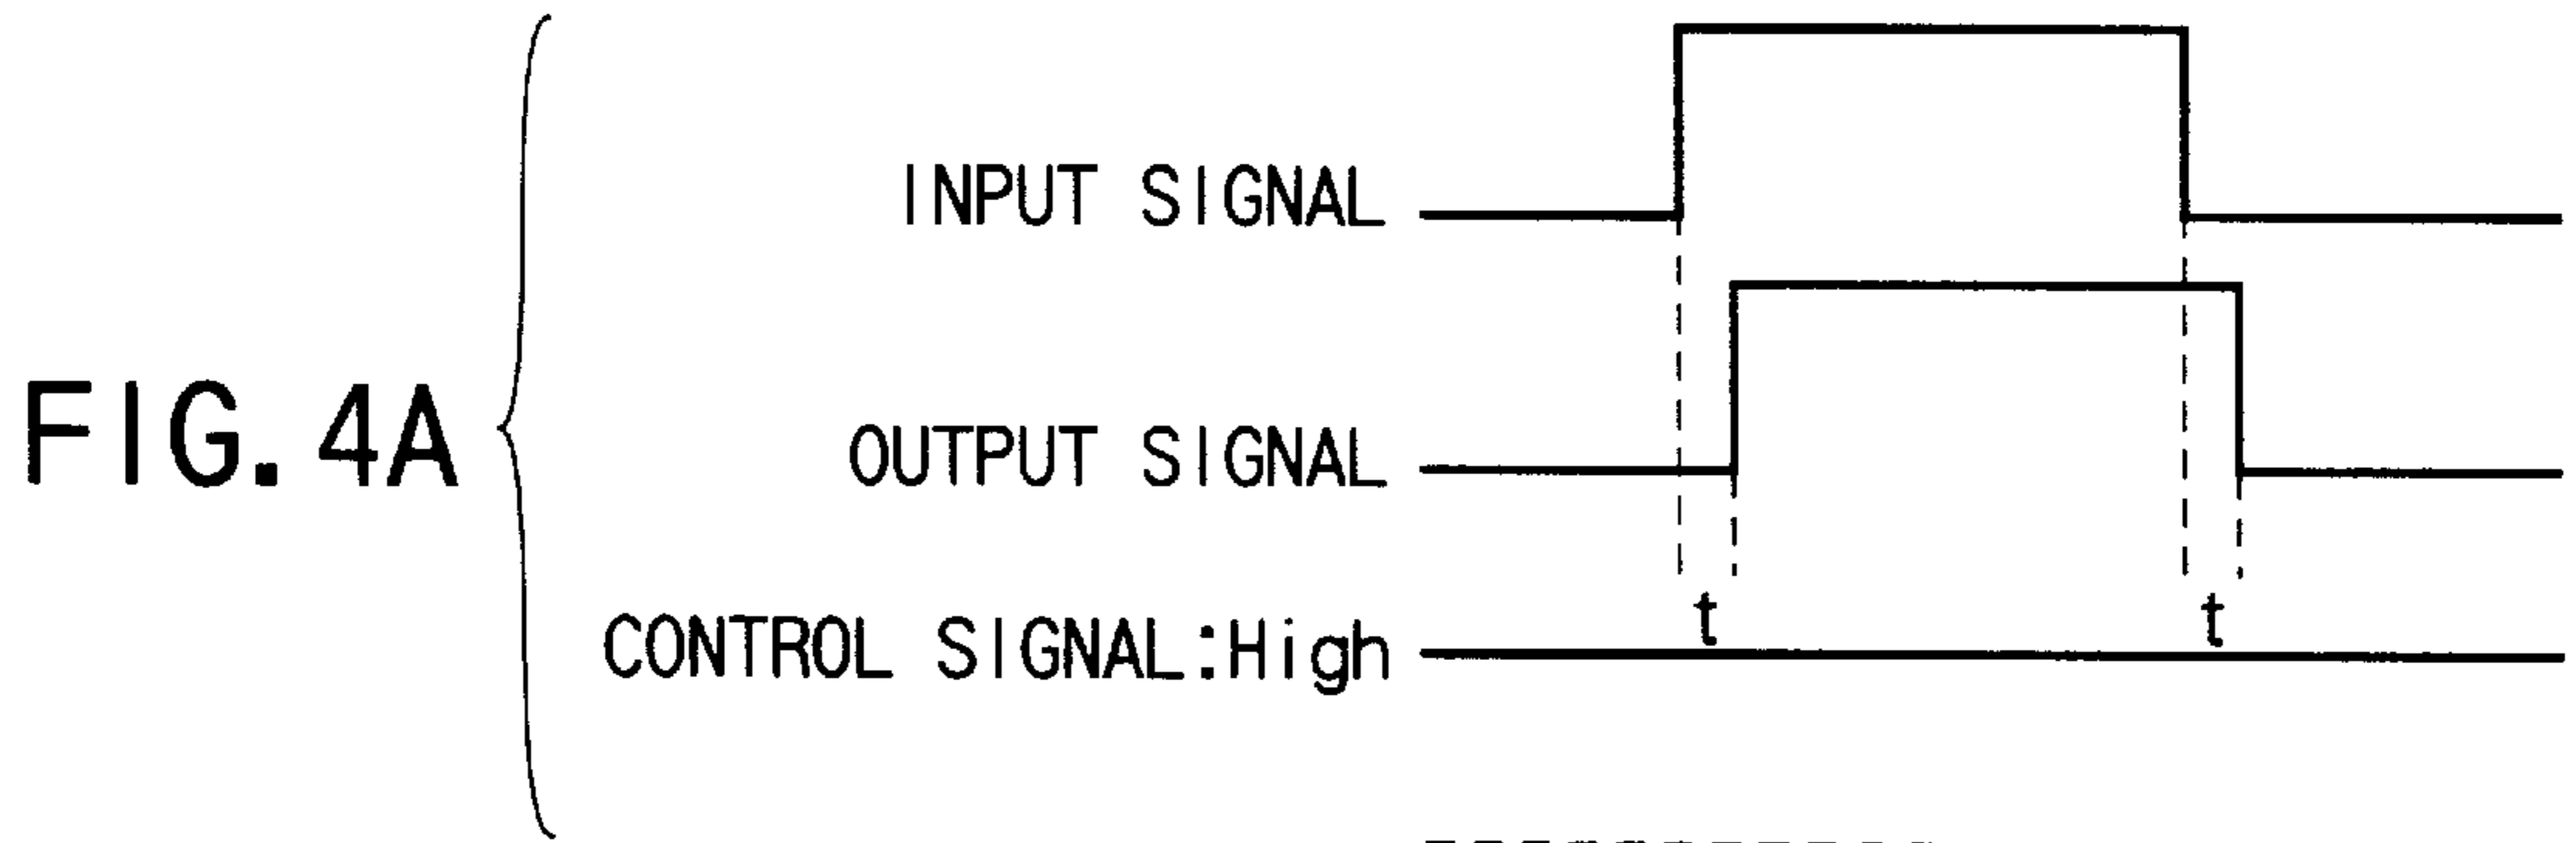 FIG. 4A
INPUT SIGNAL
OUTPUT SIGNAL
t t
CONTROL SIGNAL:High